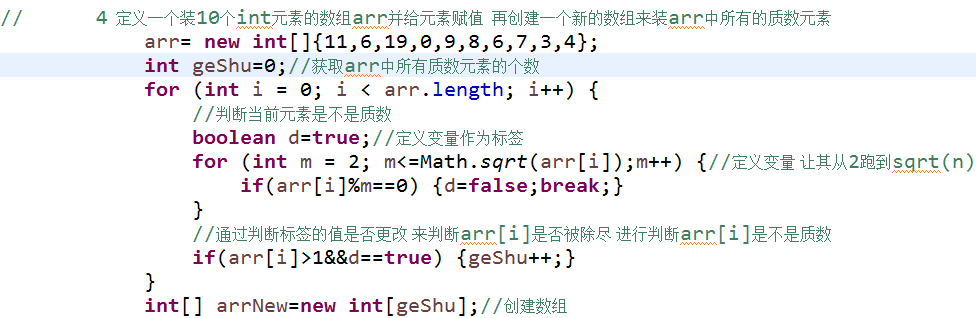 //      4 定义一个装10个int元素的数组arr并给元素赋值 再创建一个新的数组来装arr中所有的质数元素
arr= new int[]{11,6,19,0,9,8,6,7,3,4};
int geShu=0;//获取arr中所有质数元素的个数
for (int i = 0; i < arr.length; i++) {
//判断当前元素是不是质数
boolean d=true;//定义变量作为标签
for (int m = 2; m<=Math.sqrt(arr[i]);m++) {//定义变量 让其从2跑到sqrt(n)
if(arr[i]%m==0) {d=false;break;}
}
//通过判断标签的值是否更改 来判断arr[i]是否被除尽 进行判断arr[i]是不是质数
if(arr[i]>1&&d==true) {geShu++;}
}
int[] arrNew=new int[geShu];//创建数组